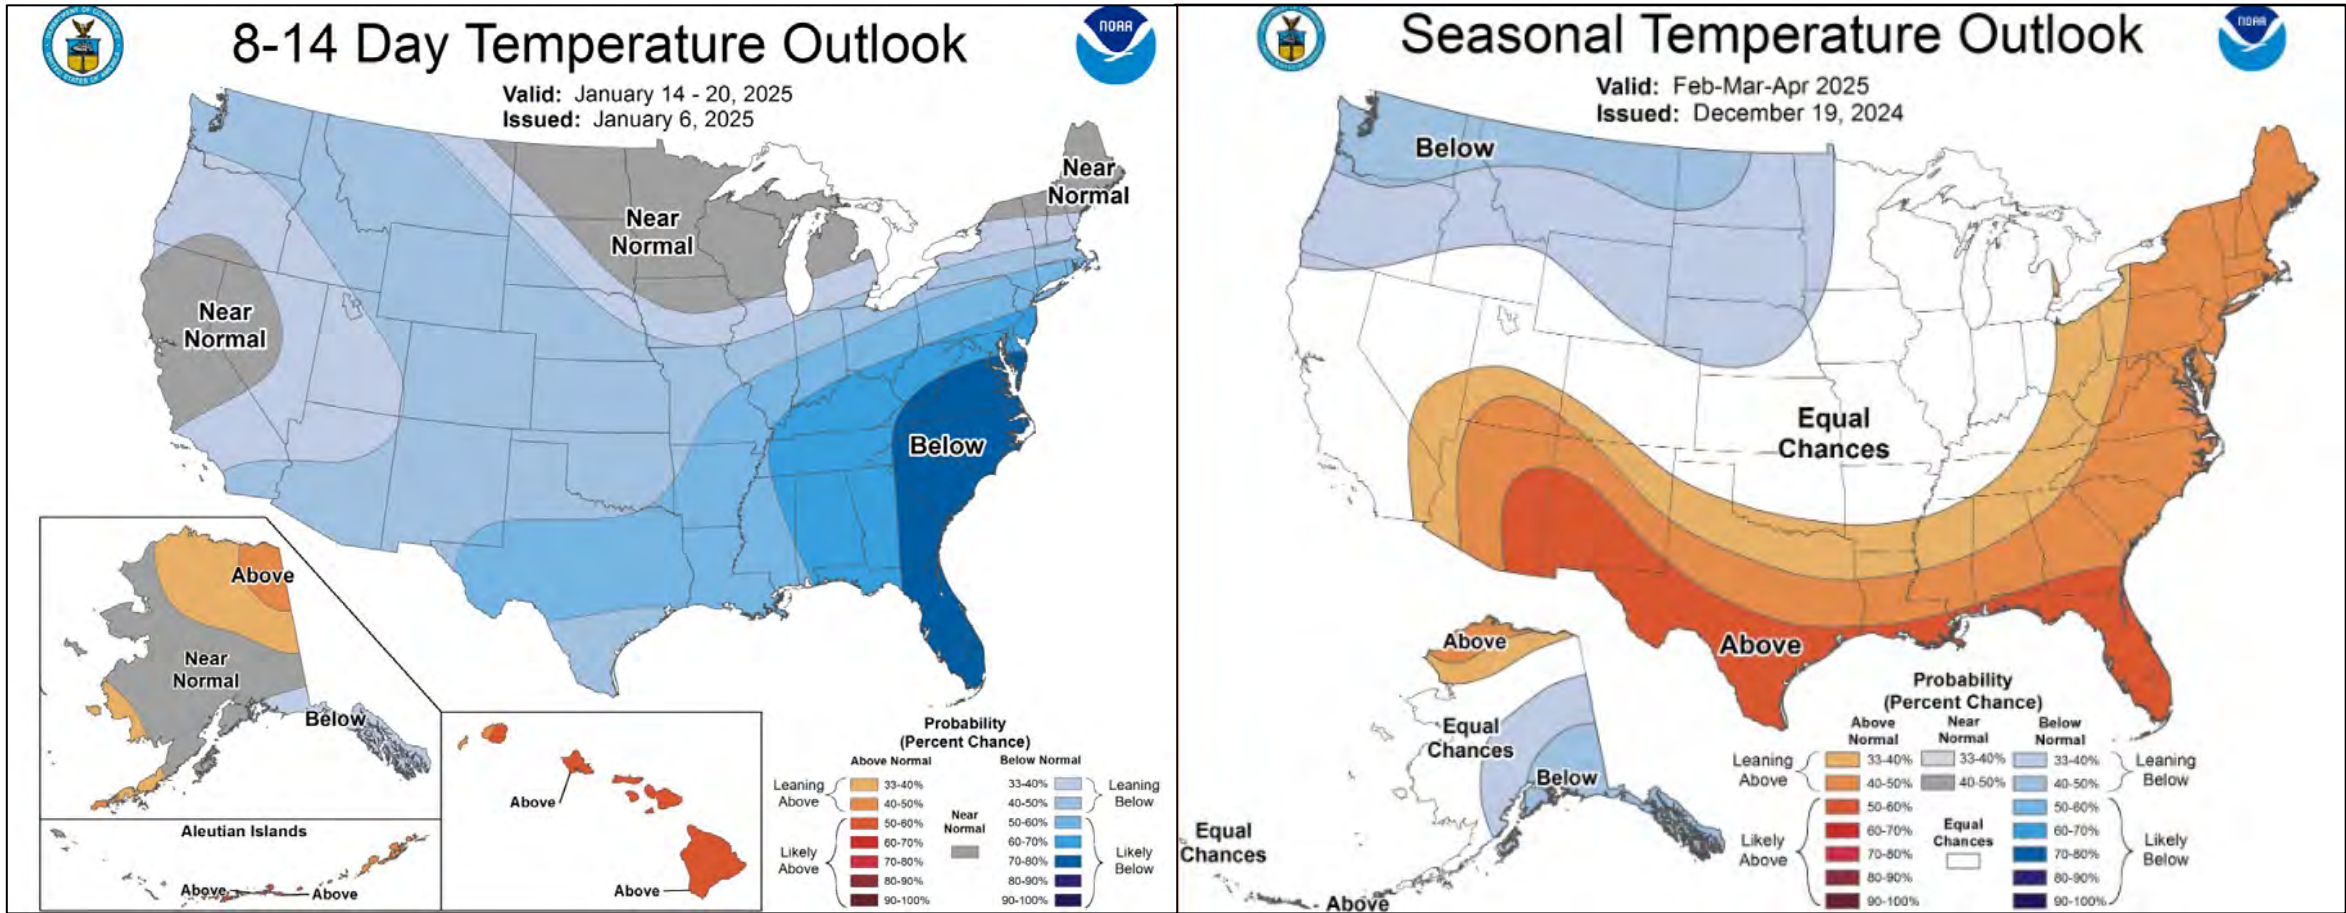 8-14 Day Temperature Outlook
NOAA
Valid: January 14 - 20, 2025
Issued: January 6, 2025
Near
Normal
Near
Normal
Near
Normal
Below
Above
Near
Normal
Below
Aleutian Islands
Above
Above
Above
Above
Probability
(Percent Chance)
Above Normal
Below Normal
Leaning
Above
33-40%
40-50%
50-60%
60-70%
70-80%
80-90%
90-100%
Likely
Above
Near
Normal
33-40%
40-50%
50-60%
60-70%
70-80%
80-90%
90-100%
Leaning
Below
Likely
Below
Seasonal Temperature Outlook
NOAA
Valid: Feb-Mar-Apr 2025
Issued: December 19, 2024
Below
Equal
Chances
Above
Above
Equal
Chances
Below
Equal
Chances
Above
Probability
(Percent Chance)
Above
Normal
Near
Normal
Below
Normal
Leaning
Above
33-40%
40-50%
50-60%
60-70%
70-80%
80-90%
90-100%
Likely
Above
33-40%
40-50%
Equal
Chances
33-40%
40-50%
50-60%
60-70%
70-80%
80-90%
90-100%
Leaning
Below
Likely
Below